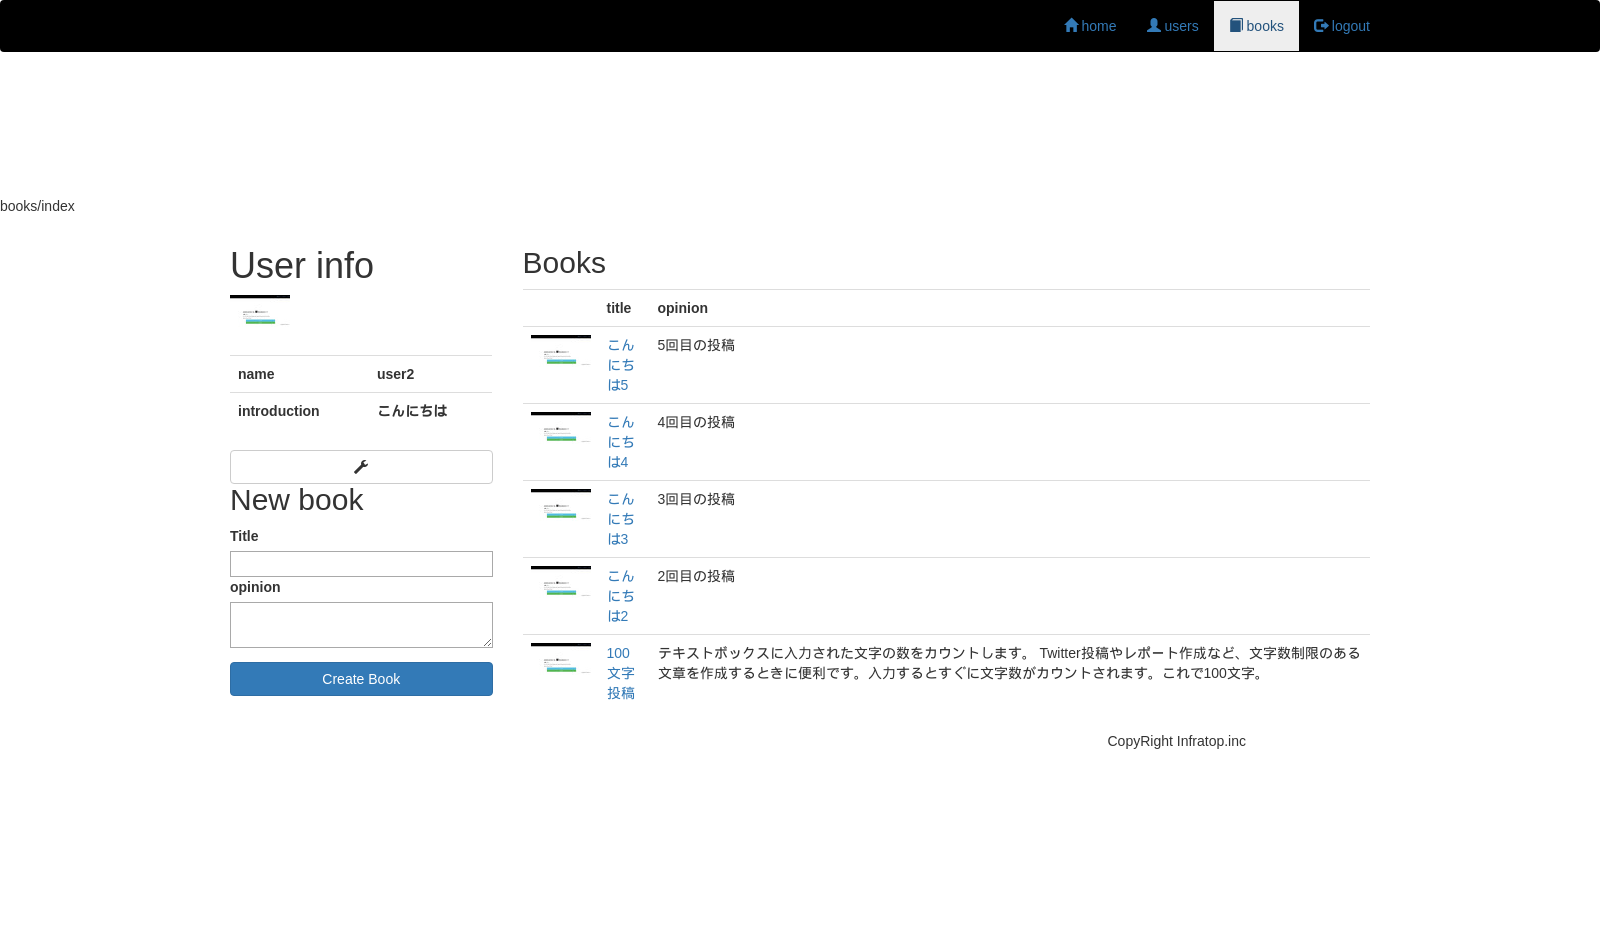 home users books logout
books/index
User info
name user2
introduction こんにちは
New book
Title
opinion
Create Book
Books
title opinion
こん
にち
は5
5回目の投稿
こん
にち
は4
4回目の投稿
こん
にち
は3
3回目の投稿
こん
にち
は2
2回目の投稿
100
文字
投稿
テキストボックスに入力された文字の数をカウントします。 Twitter投稿やレポート作成など、文字数制限のある
文章を作成するときに便利です。入力するとすぐに文字数がカウントされます。これで100文字。
CopyRight Infratop.inc